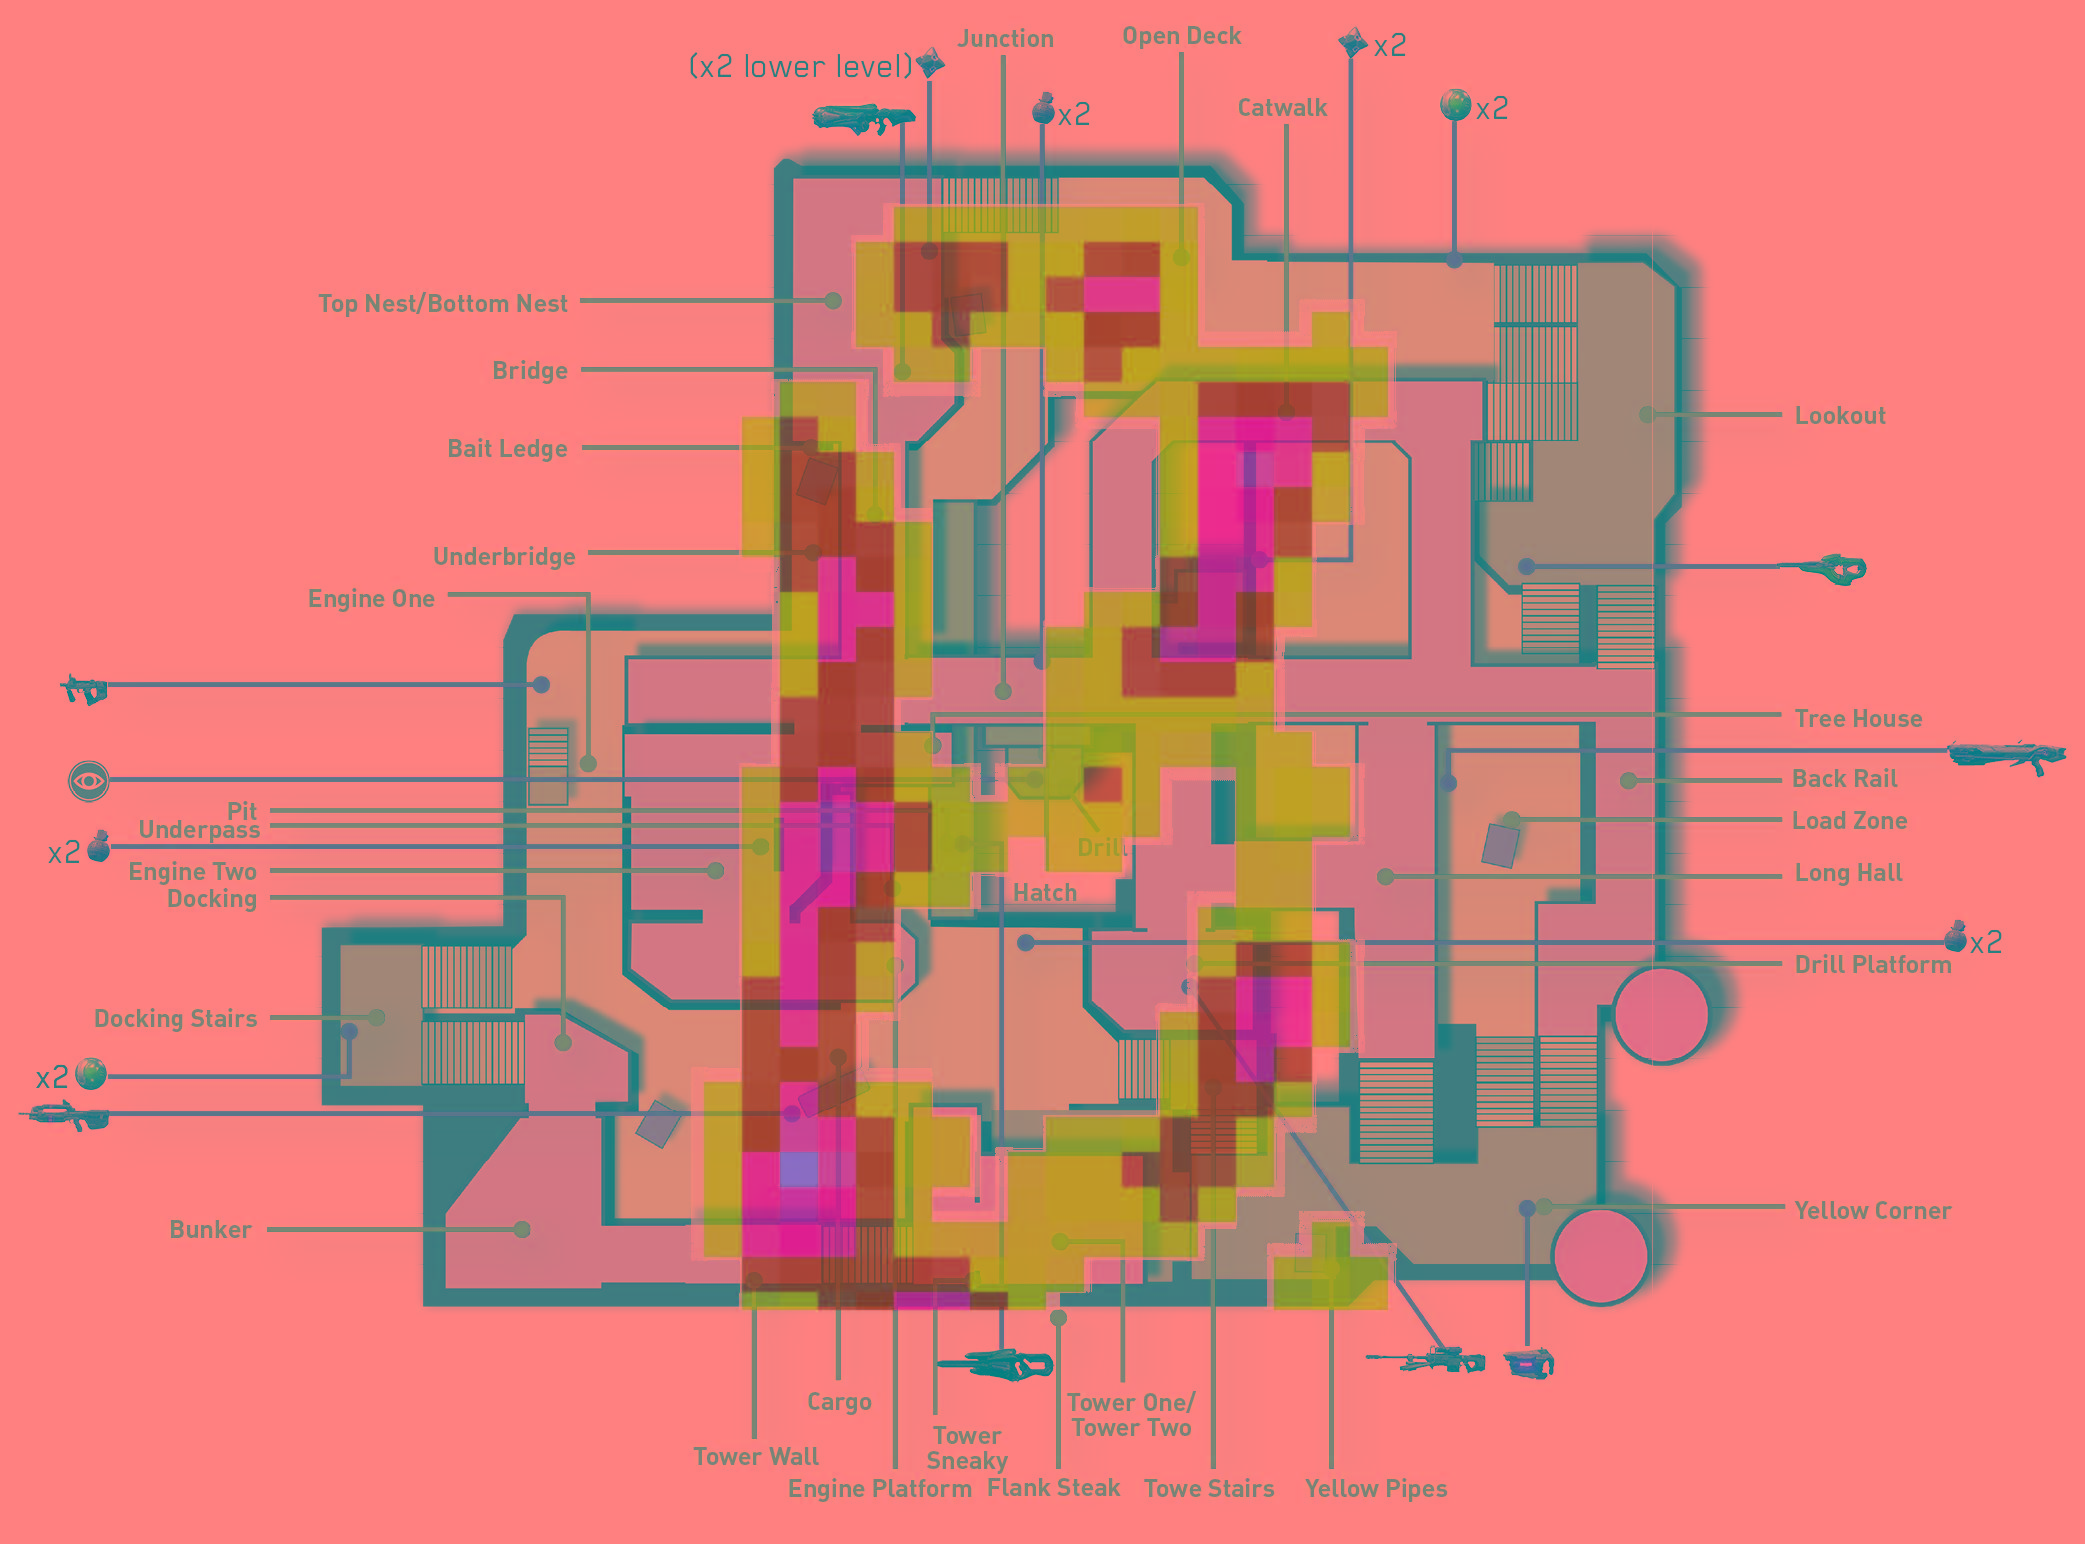 Junction
Open Deck
x2
(x2 lower level)
x2
Catwalk
x2
Top Nest/Bottom Nest
Bridge
Lookout
Bait Ledge
Underbridge
Engine One
Tree House
Back Rail
Pit
Load Zone
Underpass
x2
Drill
Engine Two
Long Hall
Docking
Hatch
x2
Drill Platform
Docking Stairs
x2
Yellow Corner
Bunker
Cargo
Tower One/
Tower Two
Tower
Sneaky
Tower Wall
Engine Platform
Flank Steak
Towe Stairs
Yellow Pipes